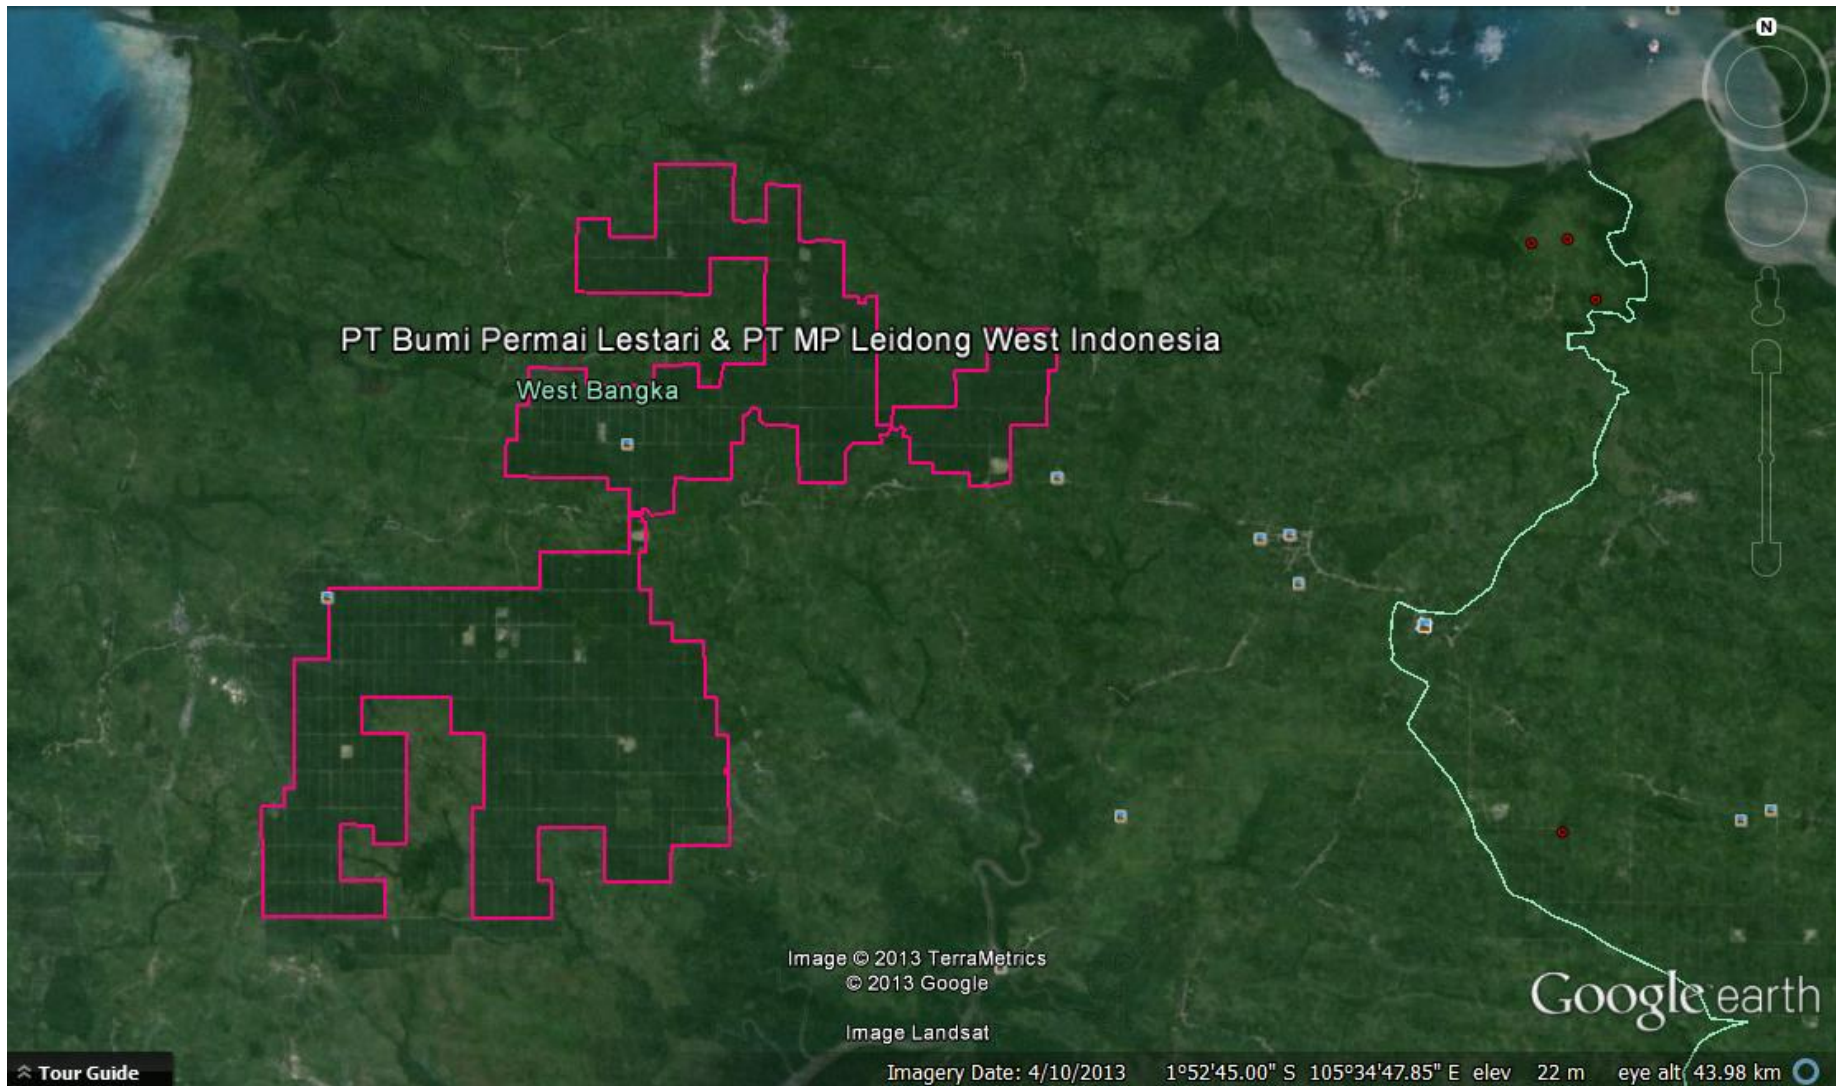 N
PT Bumi Permai Lestari & PT MP Leidong West Indonesia
West Bangka
Image © 2013 TerraMetrics
© 2013 Google
Google earth
Image Landsat
Tour Guide
Imagery Date: 4/10/2013 1°52'45.00" S 105°34'47.85" E elev 22 m eye alt 43.98 km